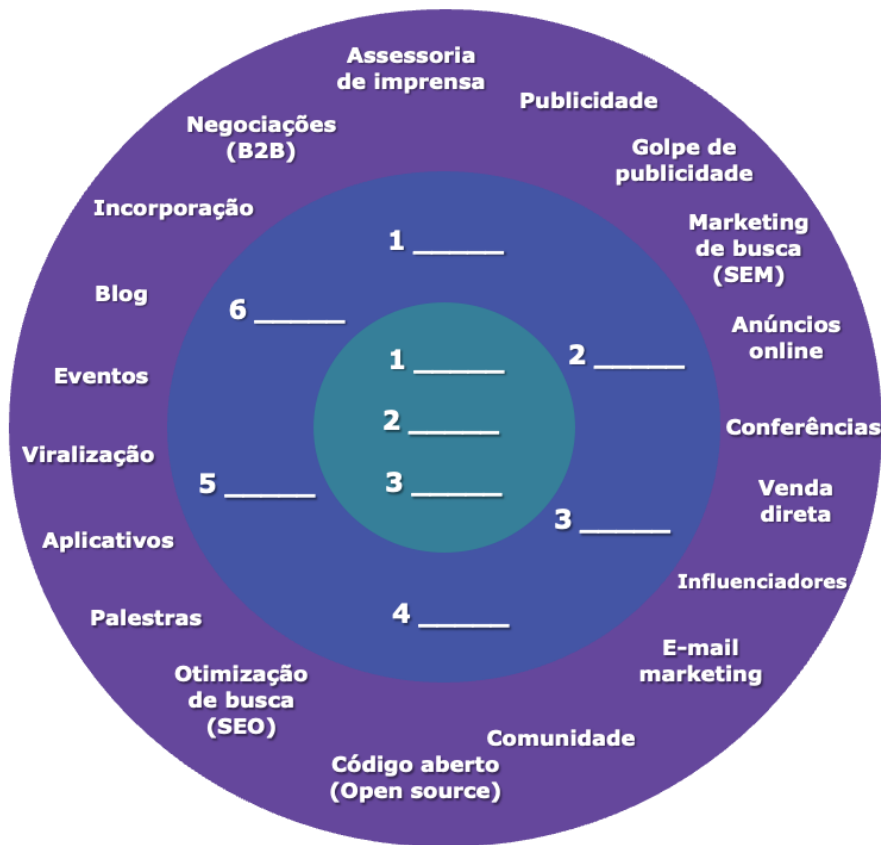 Assessoria
de imprensa
Publicidade
Negociações
(B2B)
Golpe de
publicidade
Incorporação
Marketing
de busca
(SEM)
1 ______
Blog
6 ______
Anúncios
online
2 ______
1 ______
Eventos
2 ______
Conferências
Viralização
5 ______
3 ______
Venda
direta
3 ______
Aplicativos
Influenciadores
Palestras
4 ______
E-mail
marketing
Otimização
de busca
(SEO)
Comunidade
Código aberto
(Open source)